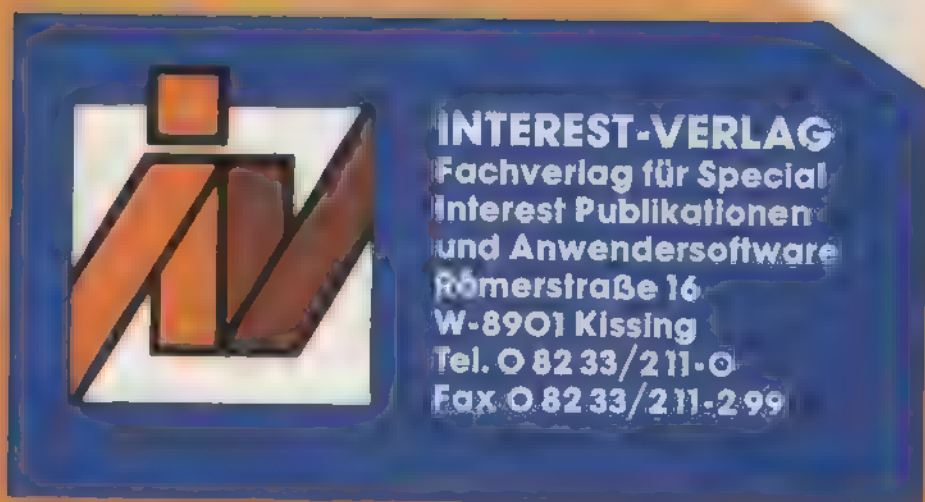 INTEREST-VERLAG
Fachverlag für Special
Interest Publikationen
und Anwendersoftware
Römerstraße 16
W-8901 Kissing
Tel. 0 82 33/2 11-0
Fax 0 82 33/2 11-2 99